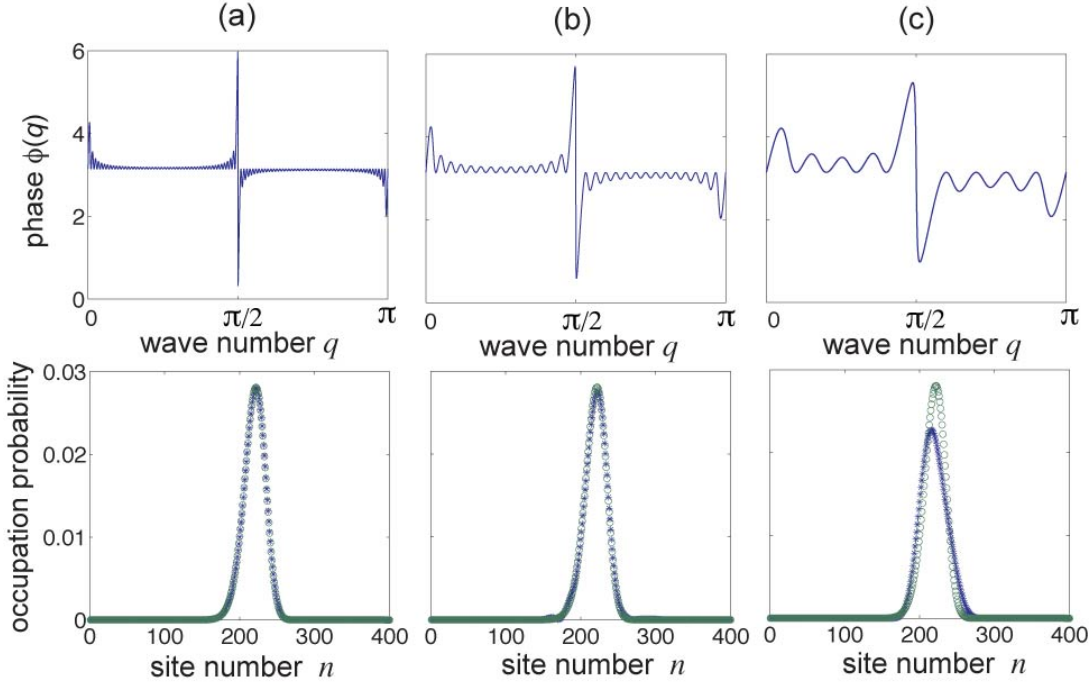 (a) (b) (c)
phase ϕ(q)
6
4
2
0
0 π/2 π
wave number q
0 π/2 π
wave number q
0 π/2 π
wave number q
occupation probability
0.03
0.02
0.01
0
0 100 200 300 400
site number n
0 100 200 300 400
site number n
0 100 200 300 400
site number n